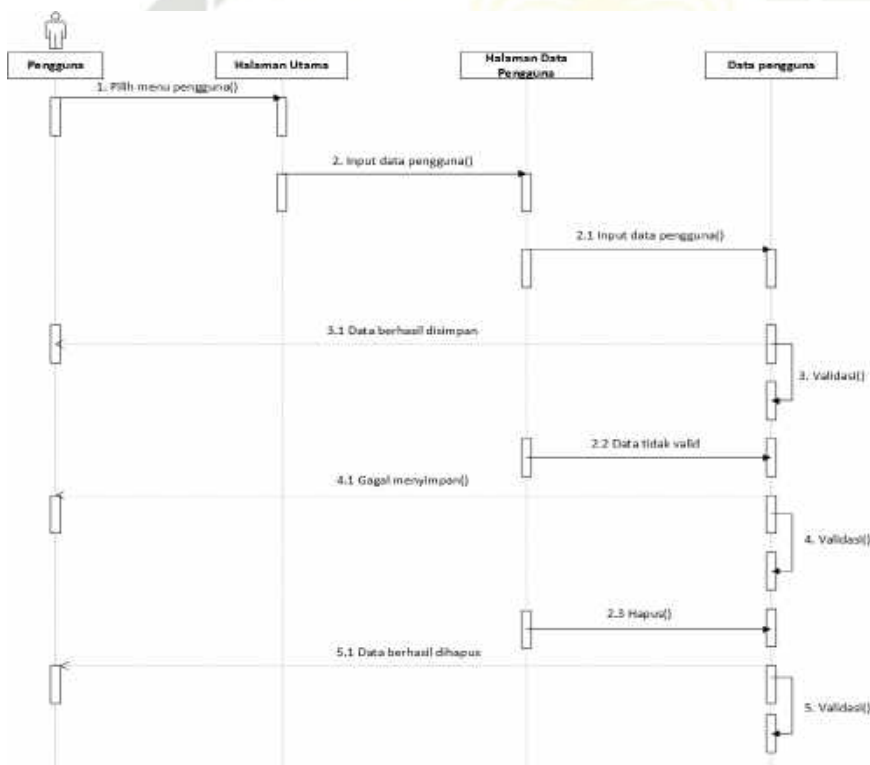 Pengguna
Halaman Utama
Halaman Data
Pengguna
Data pengguna
1. Pilih menu pengguna()
2. Input data pengguna()
2.1 Input data pengguna()
3.1 Data berhasil disimpan
3. Validasi()
2.2 Data tidak valid
4.1 Gagal menyimpan()
4. Validasi()
2.3 Hapus()
5.1 Data berhasil dihapus
5. Validasi()